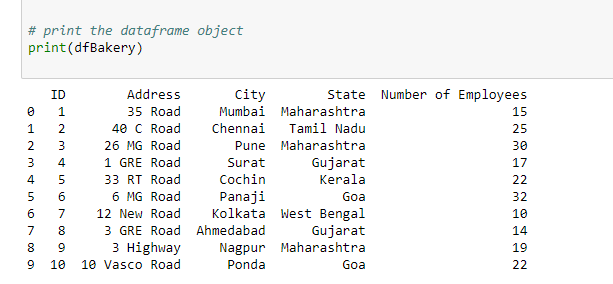 # print the dataframe object
print(dfBakery)
ID Address City State Number of Employees
0 1 35 Road Mumbai Maharashtra 15
1 2 40 C Road Chennai Tamil Nadu 25
2 3 26 MG Road Pune Maharashtra 30
3 4 1 GRE Road Surat Gujarat 17
4 5 33 RT Road Cochin Kerala 22
5 6 6 MG Road Panaji Goa 32
6 7 12 New Road Kolkata West Bengal 10
7 8 3 GRE Road Ahmedabad Gujarat 14
8 9 3 Highway Nagpur Maharashtra 19
9 10 10 Vasco Road Ponda Goa 22